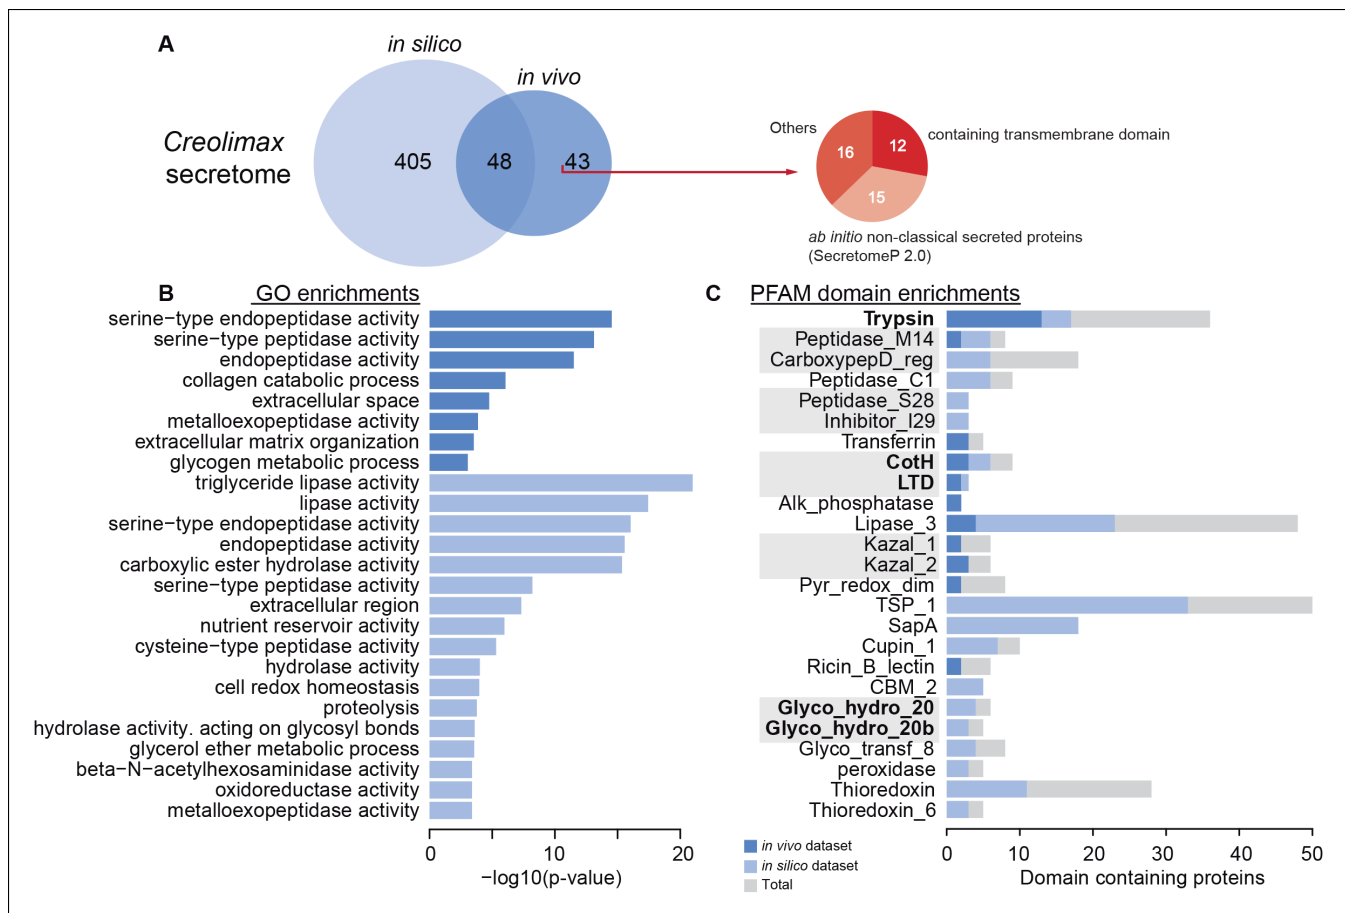 A
in silico
in vivo
Creolimax
secretome
405
48
43
Others
containing transmembrane domain
16
12
15
ab initio non-classical secreted proteins
(SecretomeP 2.0)
B
GO enrichments
serine−type endopeptidase activity
serine−type peptidase activity
endopeptidase activity
collagen catabolic process
extracellular space
metalloexopeptidase activity
extracellular matrix organization
glycogen metabolic process
triglyceride lipase activity
lipase activity
serine−type endopeptidase activity
endopeptidase activity
carboxylic ester hydrolase activity
serine−type peptidase activity
extracellular region
nutrient reservoir activity
cysteine−type peptidase activity
hydrolase activity
cell redox homeostasis
proteolysis
hydrolase activity. acting on glycosyl bonds
glycerol ether metabolic process
beta−N−acetylhexosaminidase activity
oxidoreductase activity
metalloexopeptidase activity
0
10
20
−log10(p−value)
C
PFAM domain enrichments
Trypsin
Peptidase_M14
CarboxypepD_reg
Peptidase_C1
Peptidase_S28
Inhibitor_I29
Transferrin
CotH
LTD
Alk_phosphatase
Lipase_3
Kazal_1
Kazal_2
Pyr_redox_dim
TSP_1
SapA
Cupin_1
Ricin_B_lectin
CBM_2
Glyco_hydro_20
Glyco_hydro_20b
Glyco_transf_8
peroxidase
Thioredoxin
Thioredoxin_6
in vivo dataset
in silico dataset
Total
0
10
20
30
40
50
Domain containing proteins